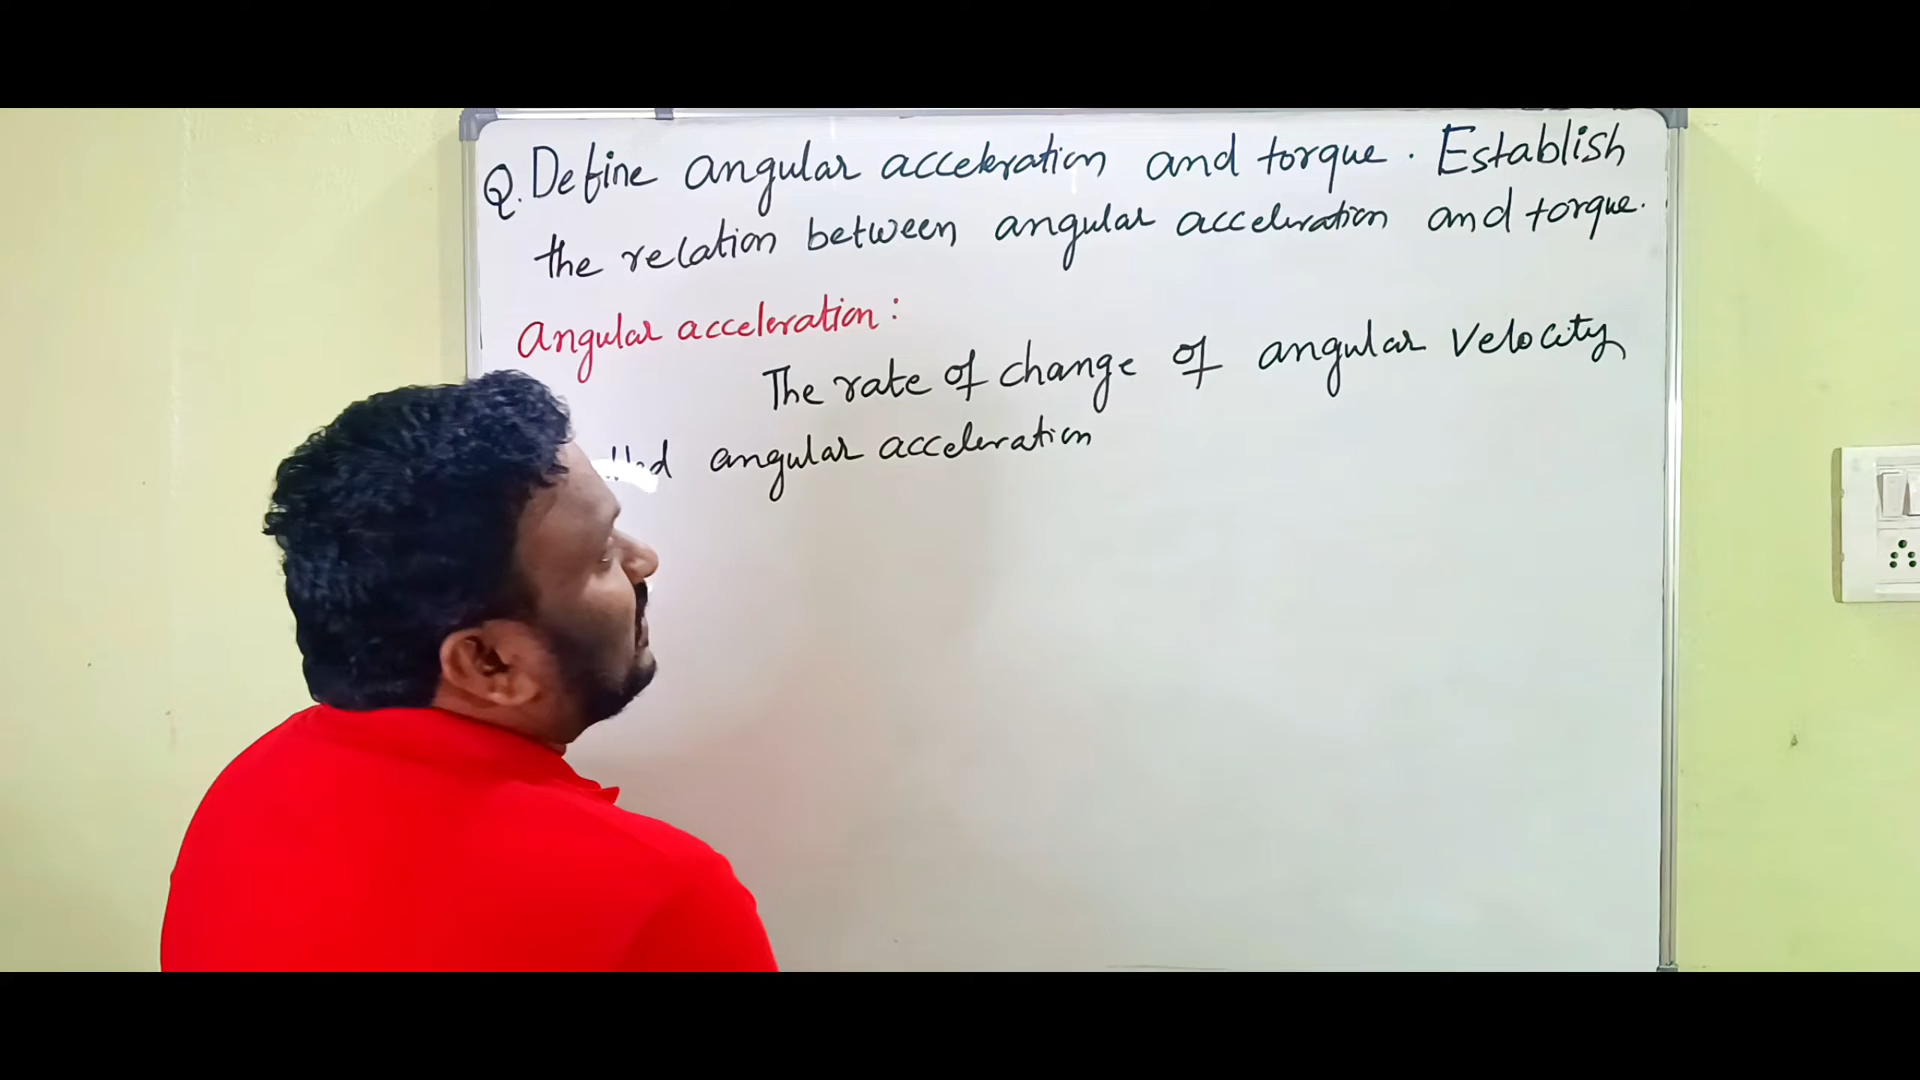 Q. Define angular acceleration and torque. Establish
the relation between angular acceleration and torque.
Angular acceleration:
The rate of change of angular velocity
angular acceleration